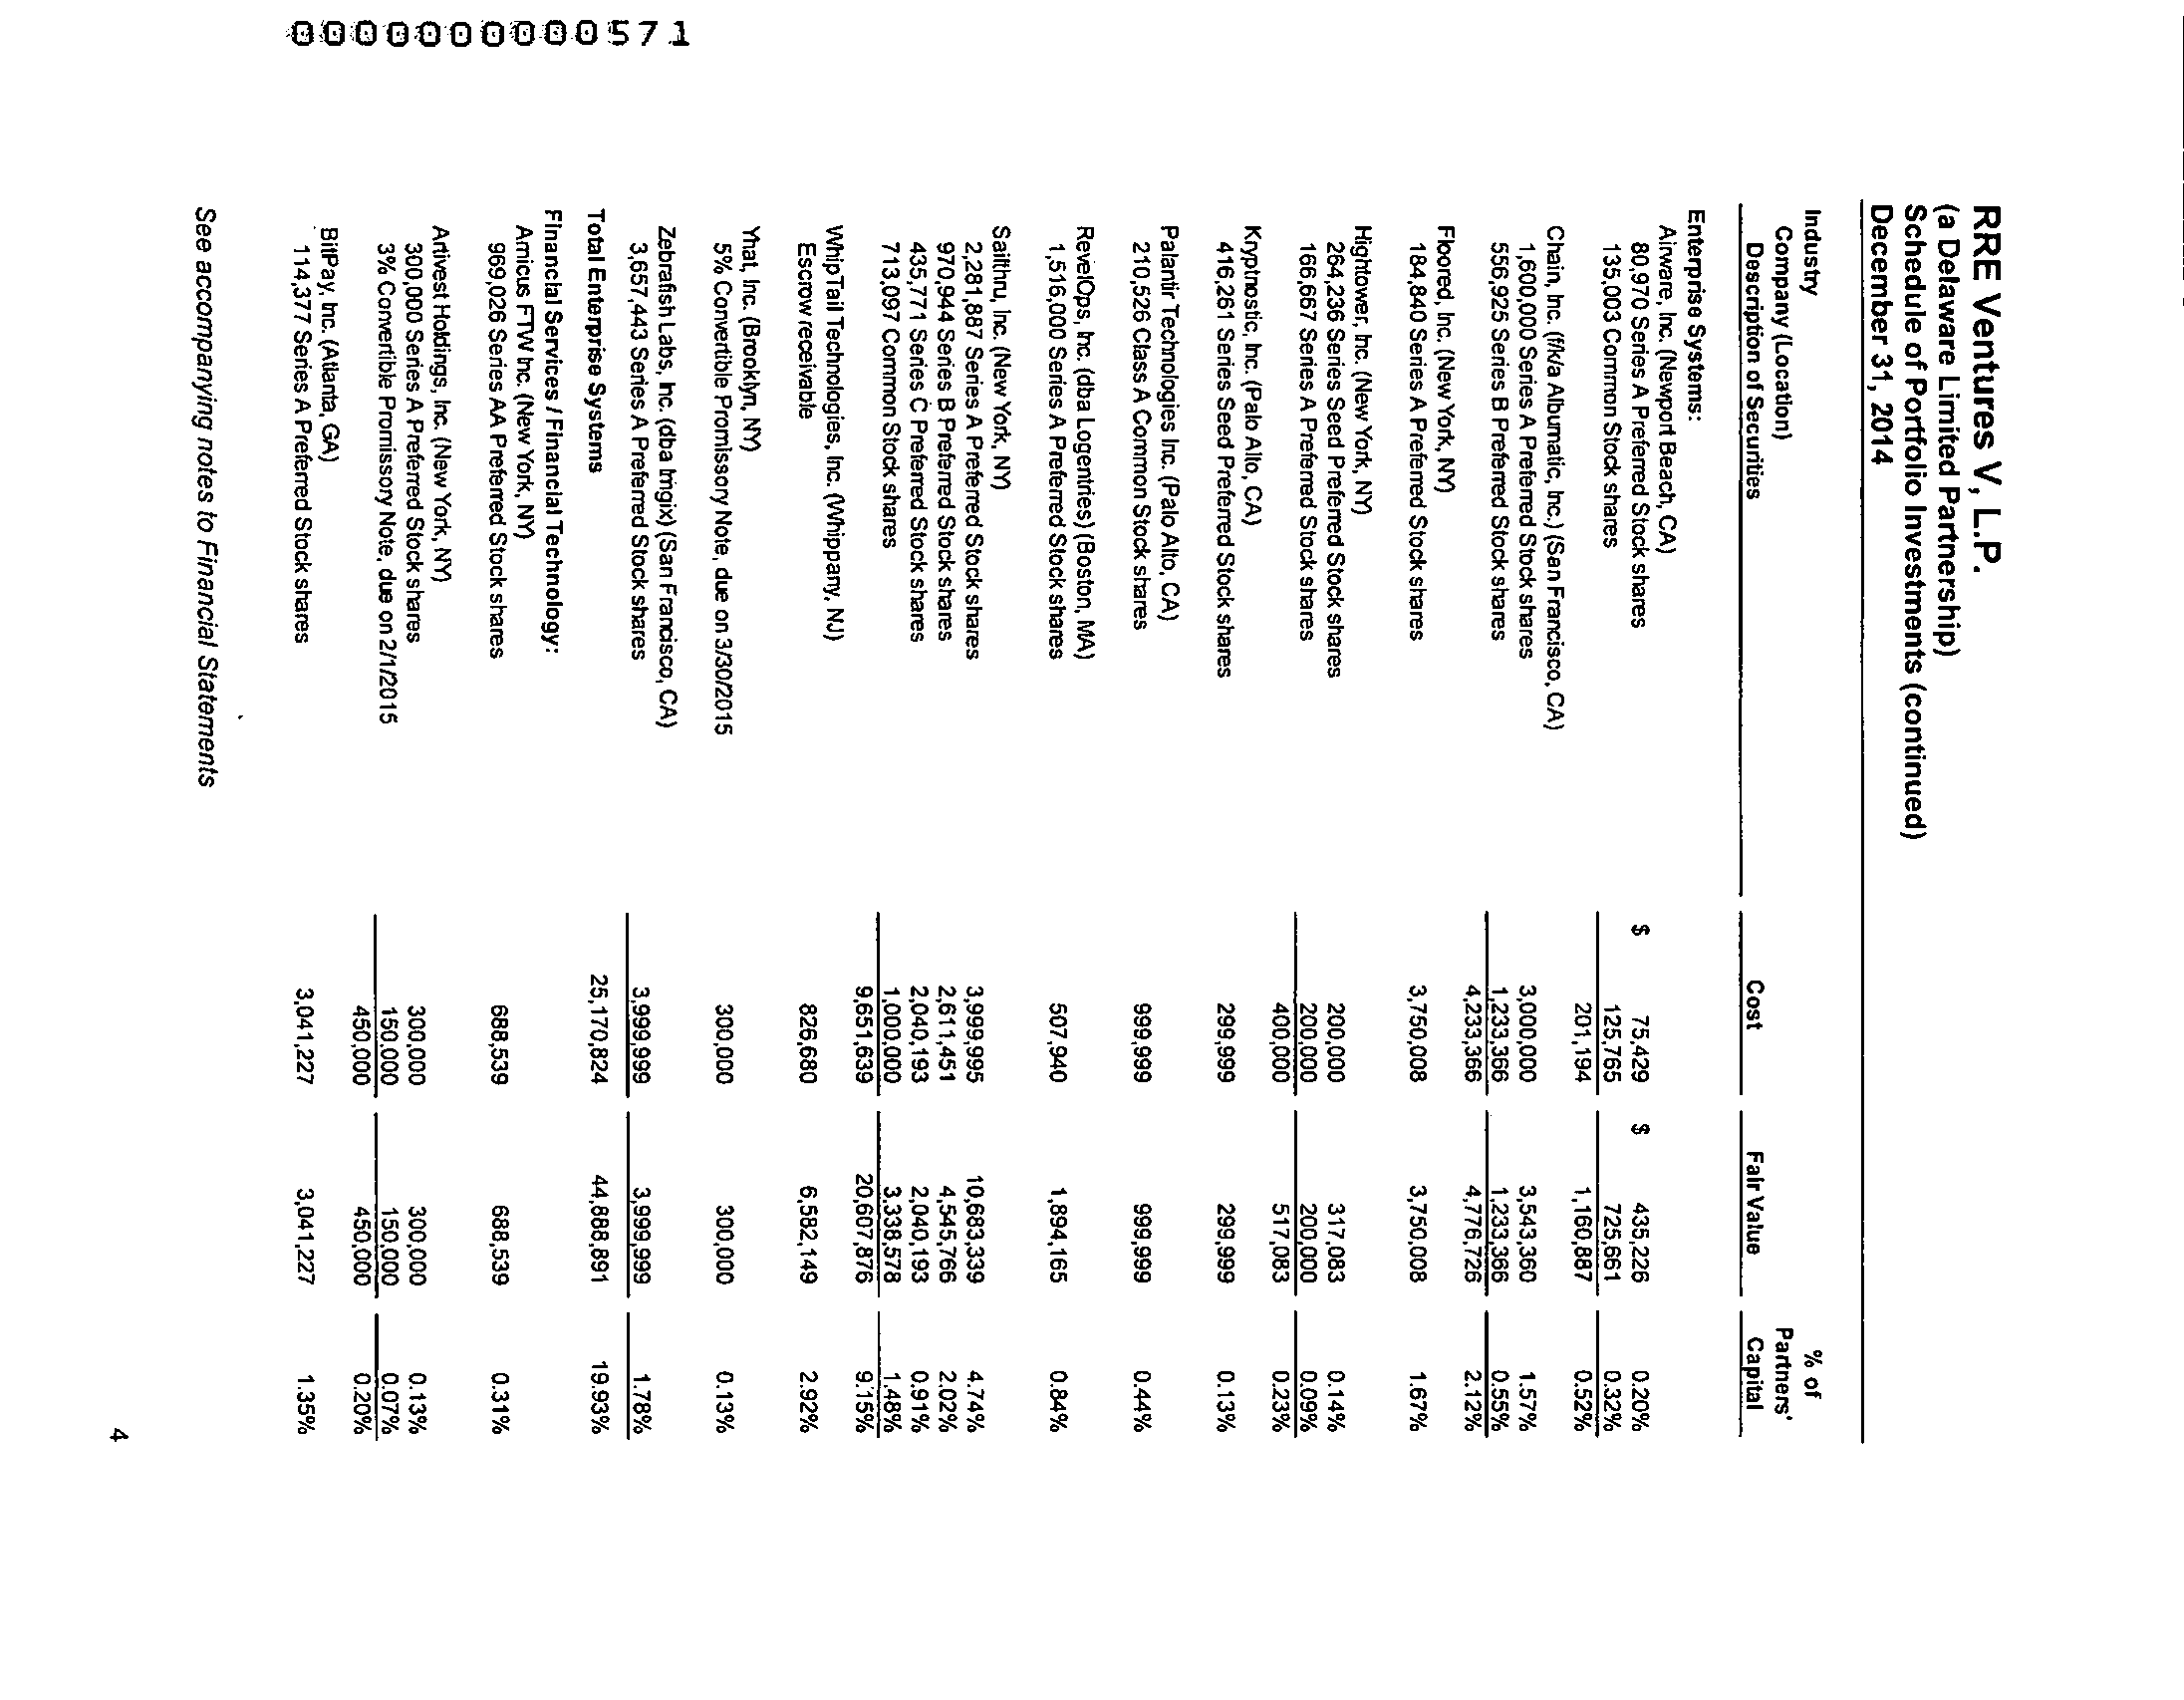 RRE Ventures V, L.P.
(a Delaware Limited Partnership)
Schedule of Portfolio Investments (continued)
December 31, 2014
Industry % of
Company (Location) Partners'
Description of Securities Cost Fair Value Capital
Enterprise Systems:
Airware, Inc. (Newport Beach, CA)
80,970 Series A Preferred Stock shares $ 75,429 $ 435,226 0.20%
135,003 Common Stock shares 125,765 725,661 0.32%
201,194 1,160,887 0.52%
Chain, Inc. (f/k/a Albumatic, Inc.) (San Francisco, CA)
1,600,000 Series A Preferred Stock shares 3,000,000 3,543,360 1.57%
556,925 Series B Preferred Stock shares 1,233,366 1,233,366 0.55%
4,233,366 4,776,726 2.12%
Floored, Inc. (New York, NY)
184,840 Series A Preferred Stock shares 3,750,008 3,750,008 1.67%
Hightower, Inc. (New York, NY)
264,236 Series Seed Preferred Stock shares 200,000 317,083 0.14%
166,667 Series A Preferred Stock shares 200,000 200,000 0.09%
400,000 517,083 0.23%
Kryptnostic, Inc. (Palo Alto, CA)
416,261 Series Seed Preferred Stock shares 299,999 299,999 0.13%
Palantir Technologies Inc. (Palo Alto, CA)
210,526 Class A Common Stock shares 999,999 999,999 0.44%
RevelOps, Inc. (dba Logentries) (Boston, MA)
1,516,000 Series A Preferred Stock shares 507,940 1,894,165 0.84%
Sailthru, Inc. (New York, NY)
2,281,887 Series A Preferred Stock shares 3,999,995 10,683,339 4.74%
970,944 Series B Preferred Stock shares 2,611,451 4,545,766 2.02%
435,771 Series C Preferred Stock shares 2,040,193 2,040,193 0.91%
713,097 Common Stock shares 1,000,000 3,338,578 1.48%
9,651,639 20,607,876 9.15%
WhipTail Technologies, Inc. (Whippany, NJ)
Escrow receivable 826,680 6,582,149 2.92%
Yhat, Inc. (Brooklyn, NY)
5% Convertible Promissory Note, due on 3/30/2015 300,000 300,000 0.13%
Zebrafish Labs, Inc. (dba Imgix) (San Francisco, CA)
3,657,443 Series A Preferred Stock shares 3,999,999 3,999,999 1.78%
Total Enterprise Systems 25,170,824 44,888,891 19.93%
Financial Services / Financial Technology:
Amicus FTW Inc. (New York, NY)
969,026 Series AA Preferred Stock shares 688,539 688,539 0.31%
Artivest Holdings, Inc. (New York, NY)
300,000 Series A Preferred Stock shares 300,000 300,000 0.13%
3% Convertible Promissory Note, due on 2/1/2015 150,000 150,000 0.07%
450,000 450,000 0.20%
BitPay, Inc. (Atlanta, GA)
114,377 Series A Preferred Stock shares 3,041,227 3,041,227 1.35%
See accompanying notes to Financial Statements
4
0000000000571